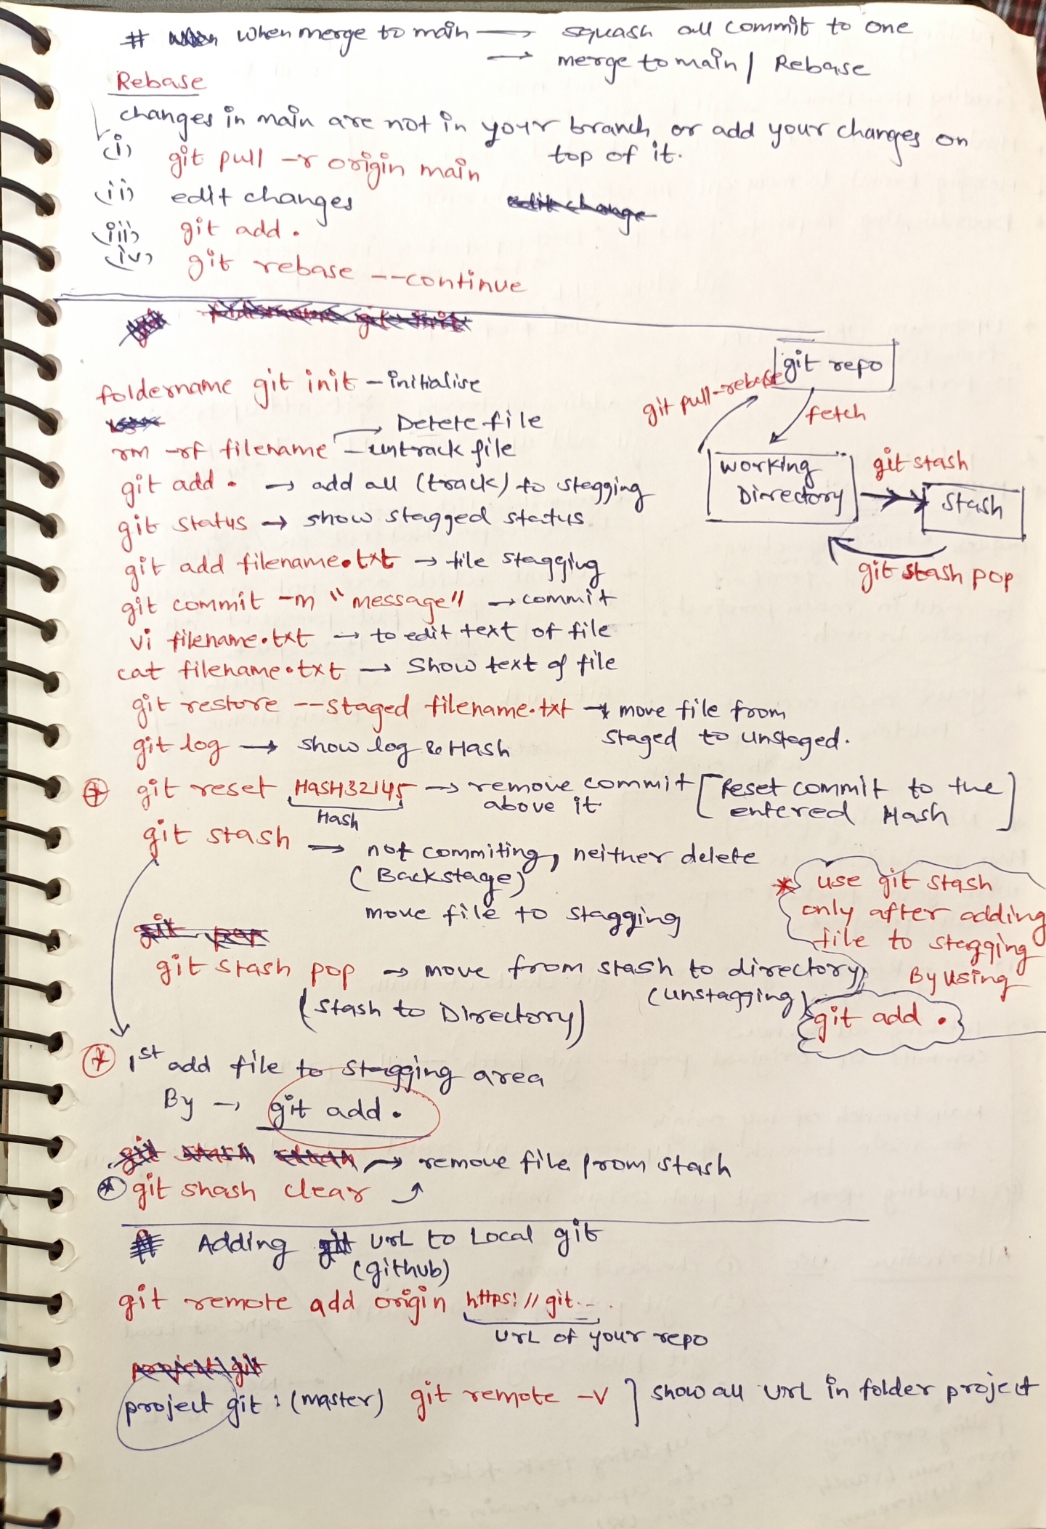 # when merge to main → squash all commit to one
→ merge to main / Rebase
Rebase
changes in main are not in your branch, or add your changes on
top of it.
(i) git pull -r origin main
(ii) edit changes
edit change
(iii) git add .
(iv) git rebase --continue
foldername git init - initialise
git repo
git pull-rebase
fetch
working
Directory
git stash
stash
git stash pop
→ Delete file
rm -rf filename - untrack file
git add . → add all (track) to stegging
git status → show stagged status
git add filename.txt → file stagging
git commit -m "message" → commit
vi filename.txt → to edit text of file
cat filename.txt → Show text of file
git restore --staged filename.txt → move file from
staged to unstaged.
git log → show log & Hash
* git reset HASH32145 → remove commit [Reset commit to the
above it entered Hash]
Hash
git stash → not commiting, neither delete
(Backstage)
move file to stagging
* use git stash
only after adding
file to stegging
By using
git add .
git stash pop → move from stash to directory
(unstagging)
(stash to Directory)
* 1st add file to stagging area
By → git add .
→ remove file from stash
* git shash clear
# Adding url to Local git
(github)
git remote add origin https://git...
url of your repo
project git : (master) git remote -v } show all url in folder project